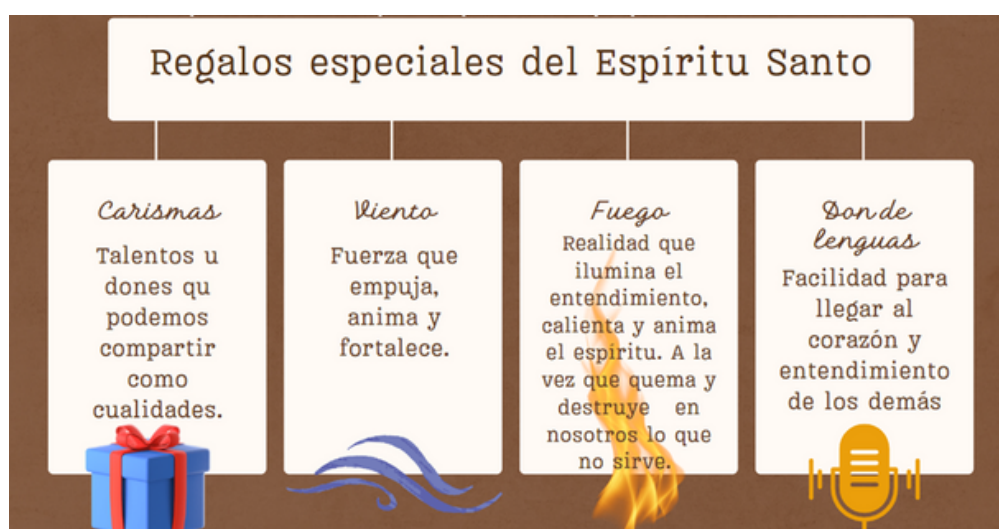 Regalos especiales del Espíritu Santo
Carismas
Talentos u
dones qu
podemos
compartir
como
cualidades.
Viento
Fuerza que
empuja,
anima y
fortalece.
Fuego
Realidad que
ilumina el
entendimiento,
calienta y anima
el espíritu. A la
vez que quema y
destruye en
nosotros lo que
no sirve.
Don de
lenguas
Facilidad para
llegar al
corazón y
entendimiento
de los demás